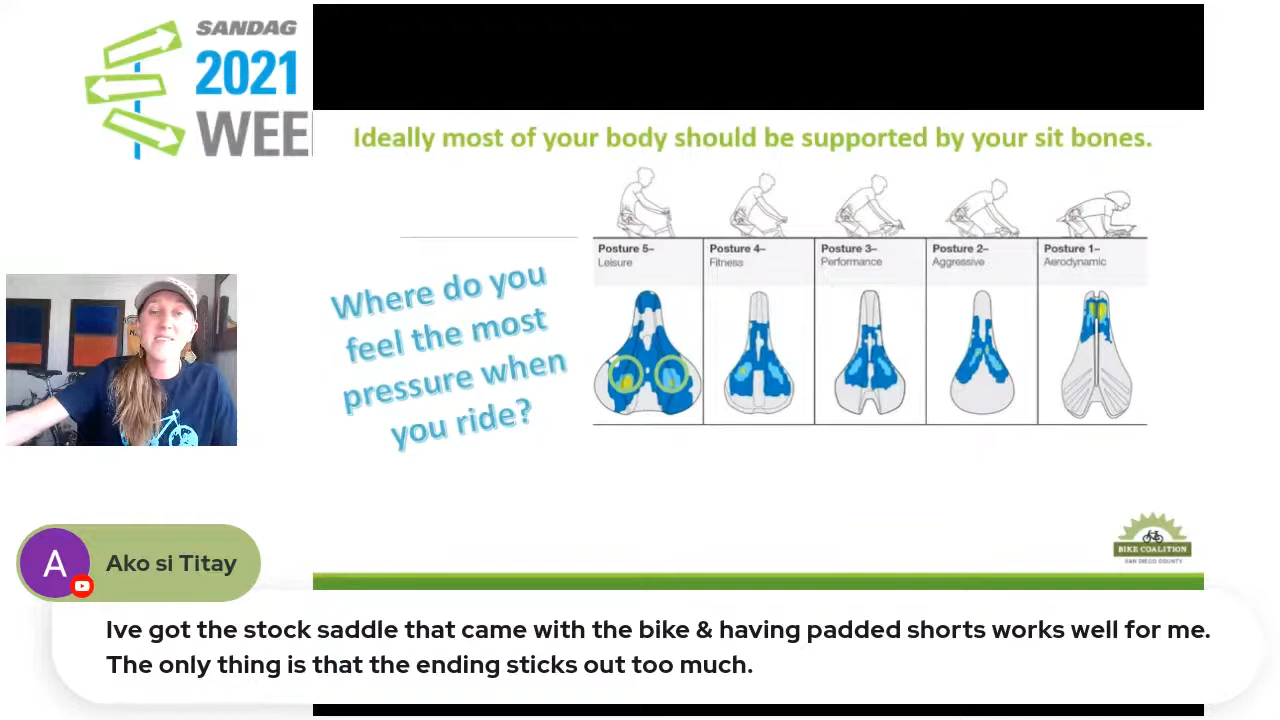 SANDAG
2021
WEE
Ideally most of your body should be supported by your sit bones.
Where do you
feel the most
pressure when
you ride?
Posture 5–
Leisure
Posture 4–
Fitness
Posture 3–
Performance
Posture 2–
Aggressive
Posture 1–
Aerodynamic
BIKE COALITION
SAN DIEGO COUNTY
A
Ako si Titay
Ive got the stock saddle that came with the bike & having padded shorts works well for me.
The only thing is that the ending sticks out too much.